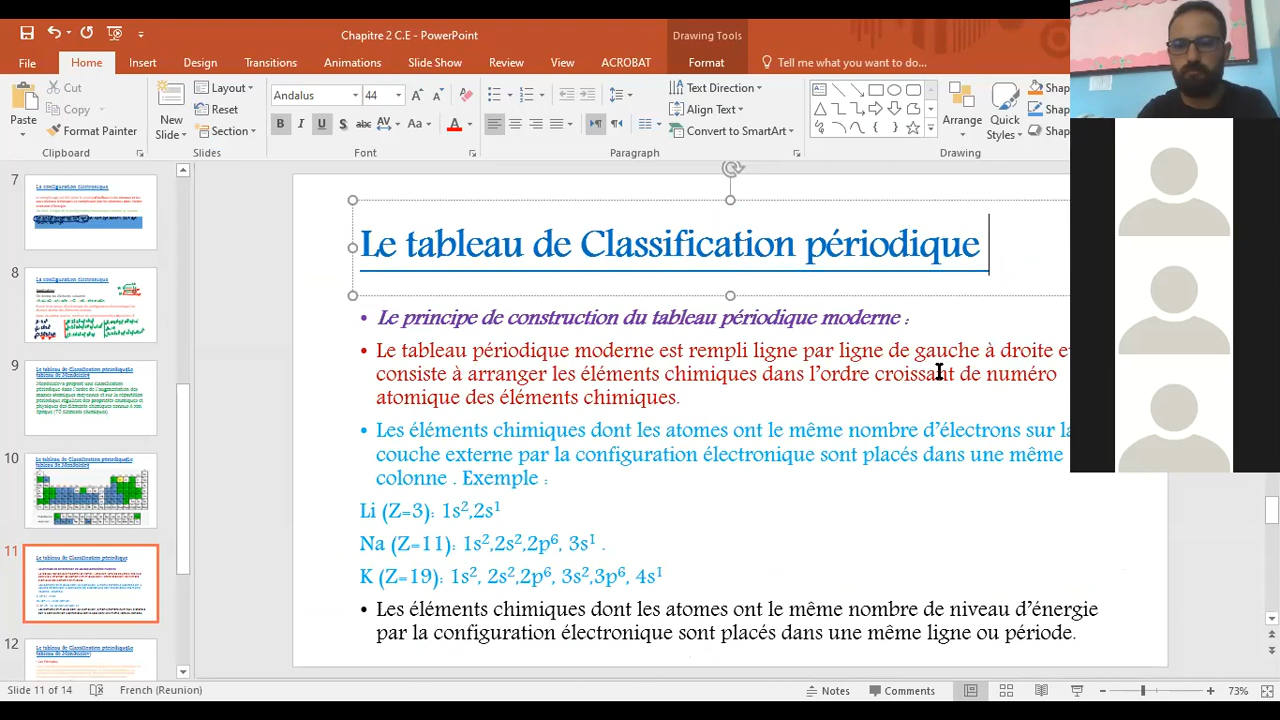 Chapitre 2 C.E - PowerPoint
Drawing Tools
File
Home
Insert
Design
Transitions
Animations
Slide Show
Review
View
ACROBAT
Format
Tell me what you want to do...
Paste
Cut
Copy
Format Painter
Clipboard
New
Slide
Layout
Reset
Section
Slides
Andalus
44
Font
Text Direction
Align Text
Convert to SmartArt
Paragraph
Arrange
Quick
Styles
Drawing
7
8
9
10
11
12
Le tableau de Classification périodique
• Le principe de construction du tableau périodique moderne :
• Le tableau périodique moderne est rempli ligne par ligne de gauche à droite
consiste à arranger les éléments chimiques dans l'ordre croissant de numéro
atomique des éléments chimiques.
• Les éléments chimiques dont les atomes ont le même nombre d'électrons sur la
couche externe par la configuration électronique sont placés dans une même
colonne . Exemple :
Li (Z=3): 1s²,2s¹
Na (Z=11): 1s²,2s²,2p⁶, 3s¹ .
K (Z=19): 1s²,2s²,2p⁶, 3s²,3p⁶, 4s¹
• Les éléments chimiques dont les atomes ont le même nombre de niveau d'énergie
par la configuration électronique sont placés dans une même ligne ou période.
Slide 11 of 14
French (Reunion)
Notes
Comments
73%